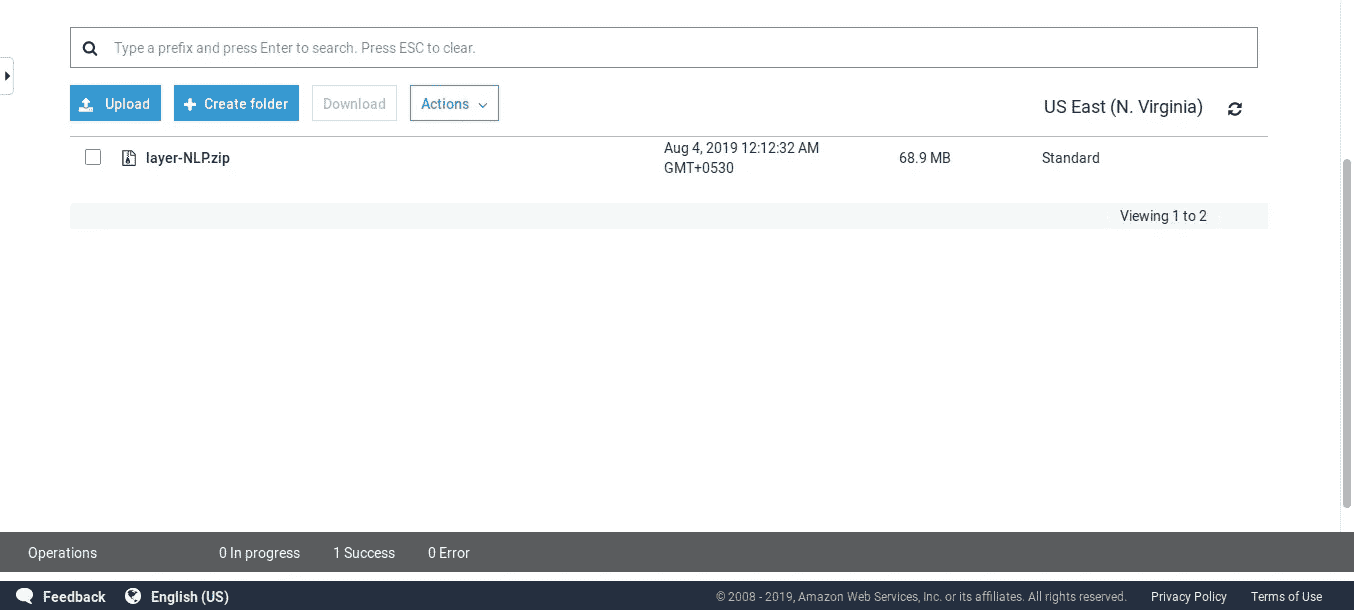 Type a prefix and press Enter to search. Press ESC to clear.
Upload Create folder Download Actions US East (N. Virginia)
layer-NLP.zip Aug 4, 2019 12:12:32 AM GMT+0530 68.9 MB Standard
Viewing 1 to 2
Operations 0 In progress 1 Success 0 Error
Feedback English (US) © 2008 - 2019, Amazon Web Services, Inc. or its affiliates. All rights reserved. Privacy Policy Terms of Use